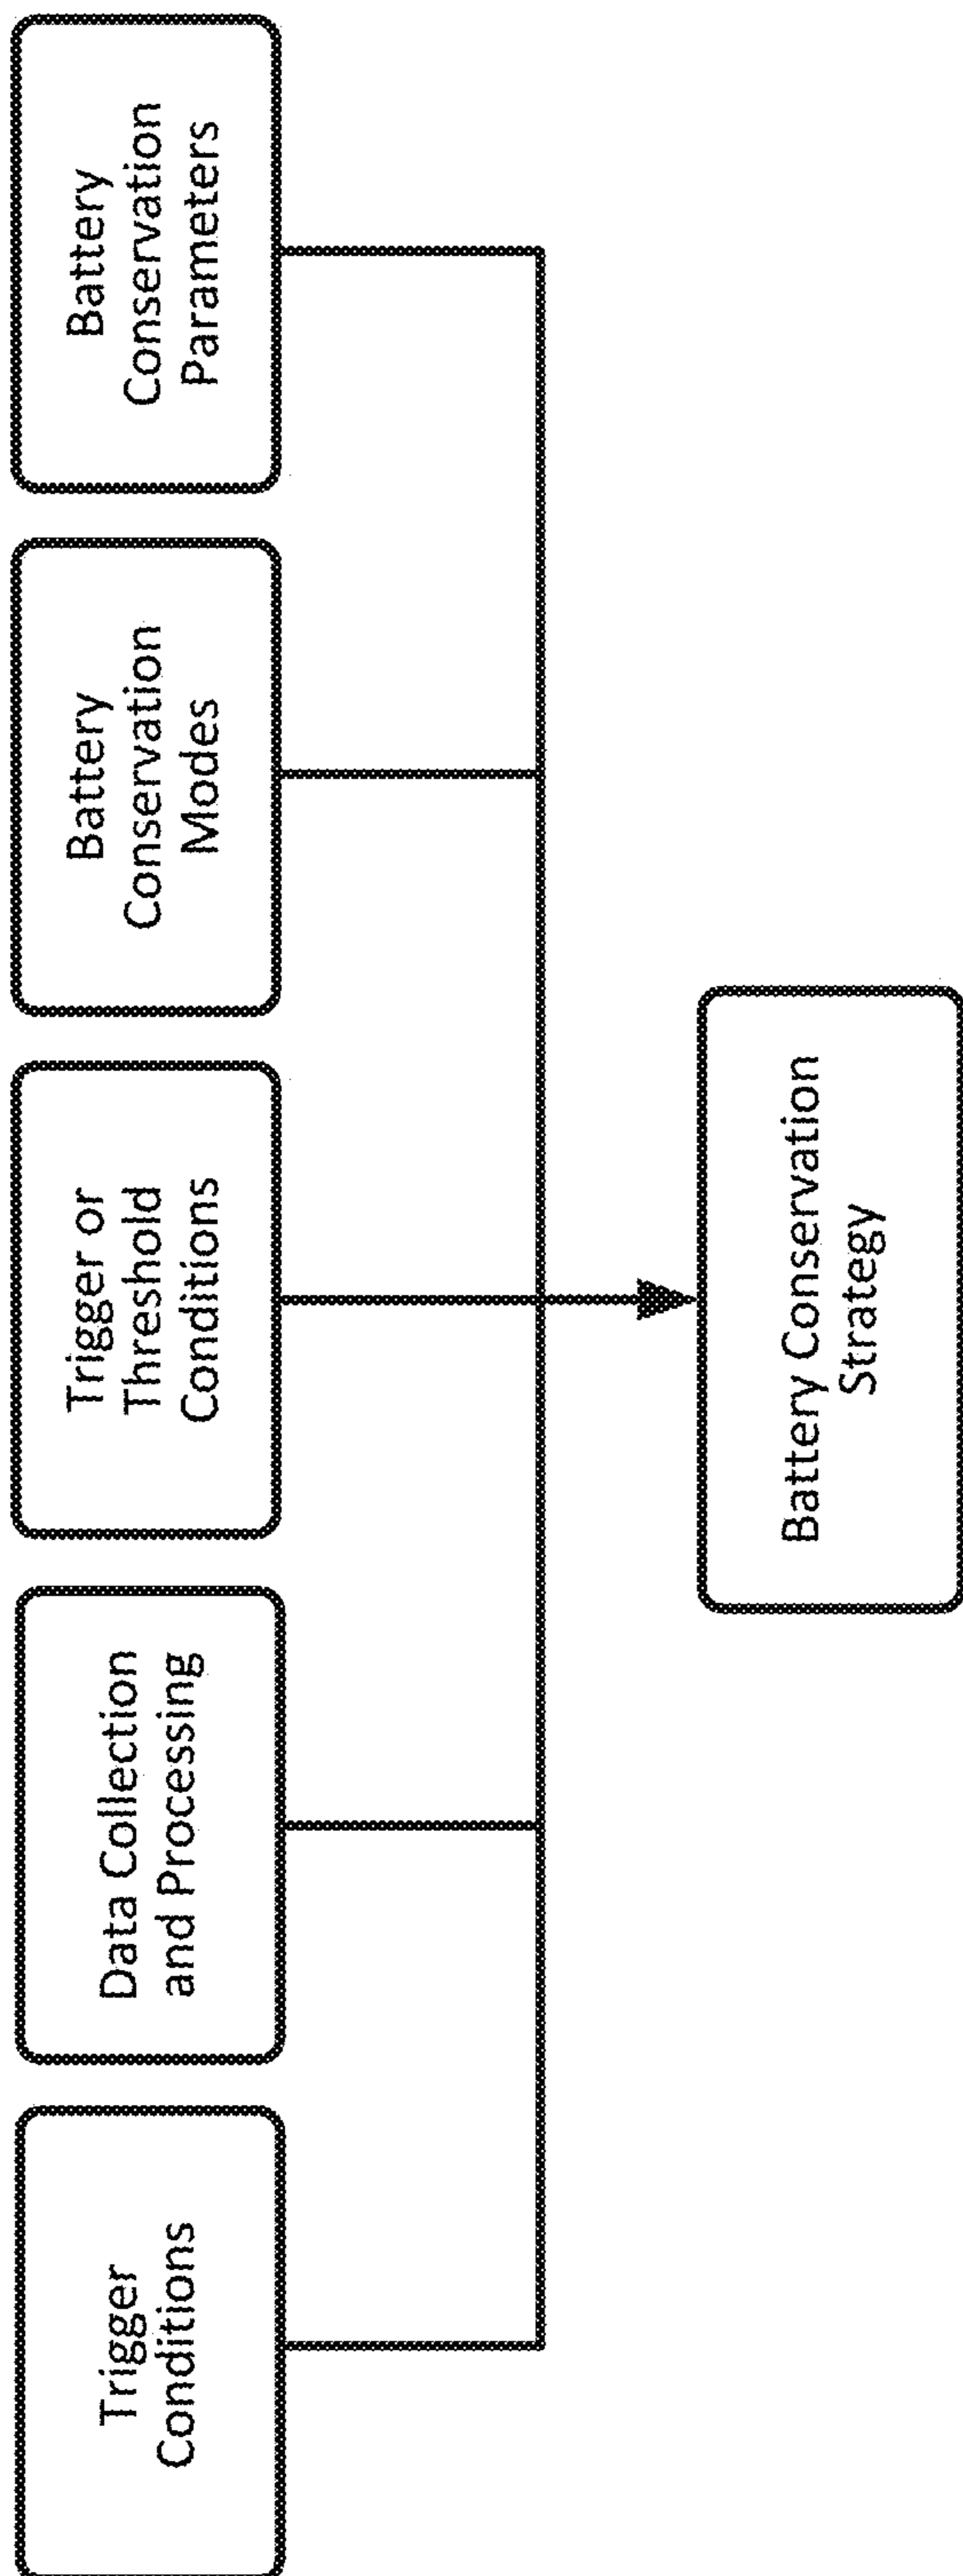 Trigger
Conditions
Data Collection
and Processing
Trigger or
Threshold
Conditions
Battery
Conservation
Modes
Battery
Conservation
Parameters
Battery Conservation
Strategy